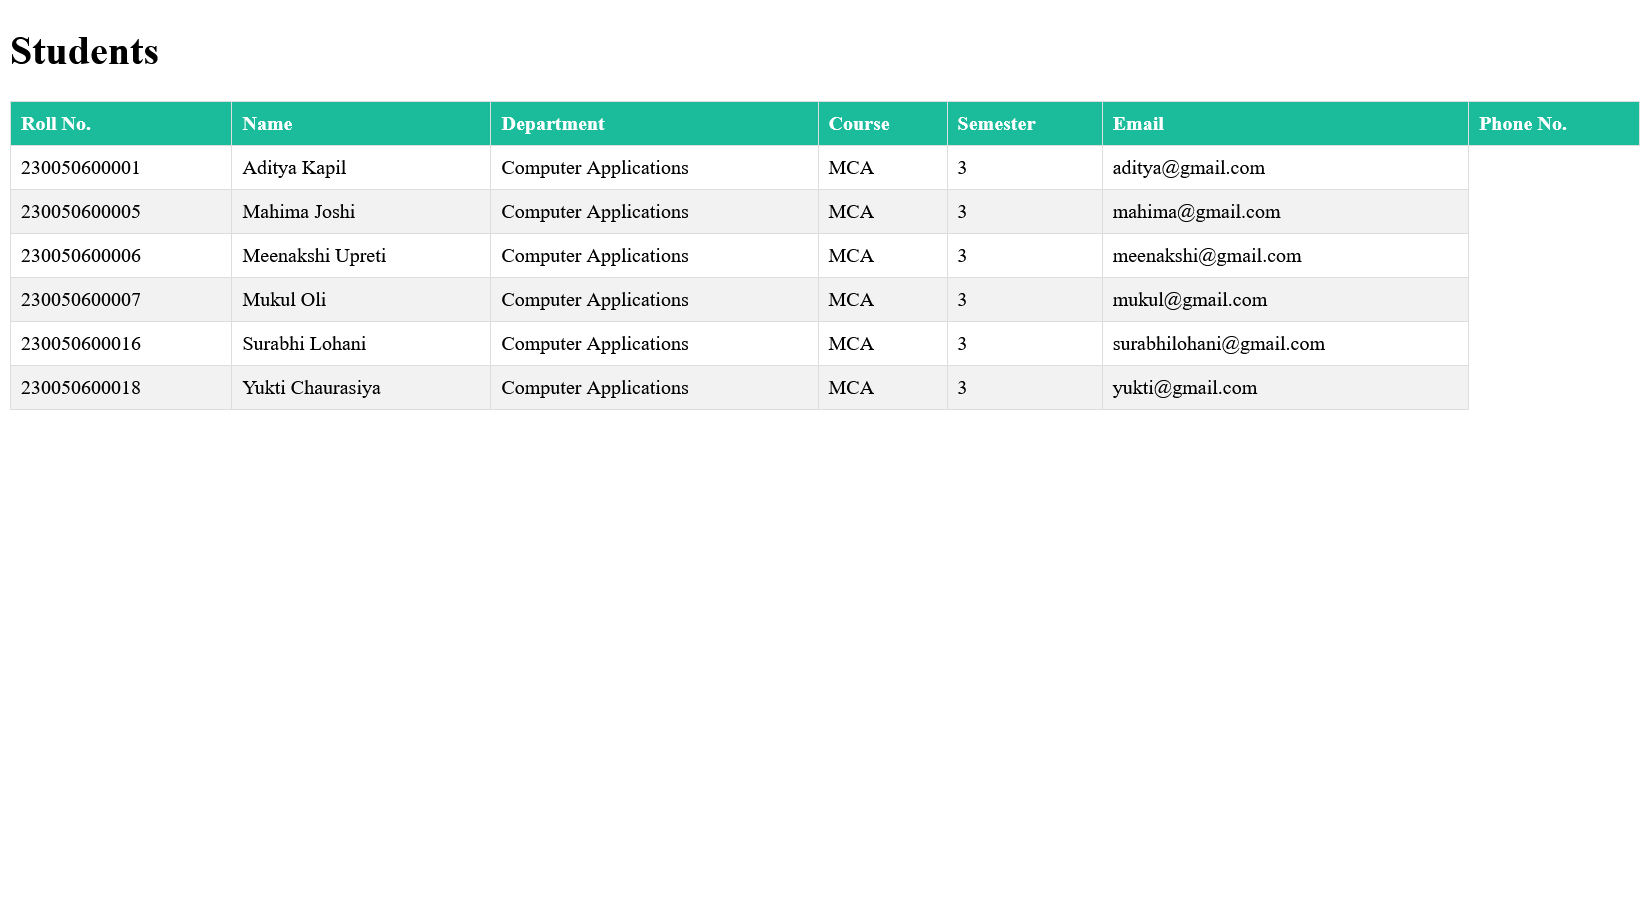 Students
Roll No. Name Department Course Semester Email Phone No.
230050600001 Aditya Kapil Computer Applications MCA 3 aditya@gmail.com
230050600005 Mahima Joshi Computer Applications MCA 3 mahima@gmail.com
230050600006 Meenakshi Upreti Computer Applications MCA 3 meenakshi@gmail.com
230050600007 Mukul Oli Computer Applications MCA 3 mukul@gmail.com
230050600016 Surabhi Lohani Computer Applications MCA 3 surabhilohani@gmail.com
230050600018 Yukti Chaurasiya Computer Applications MCA 3 yukti@gmail.com